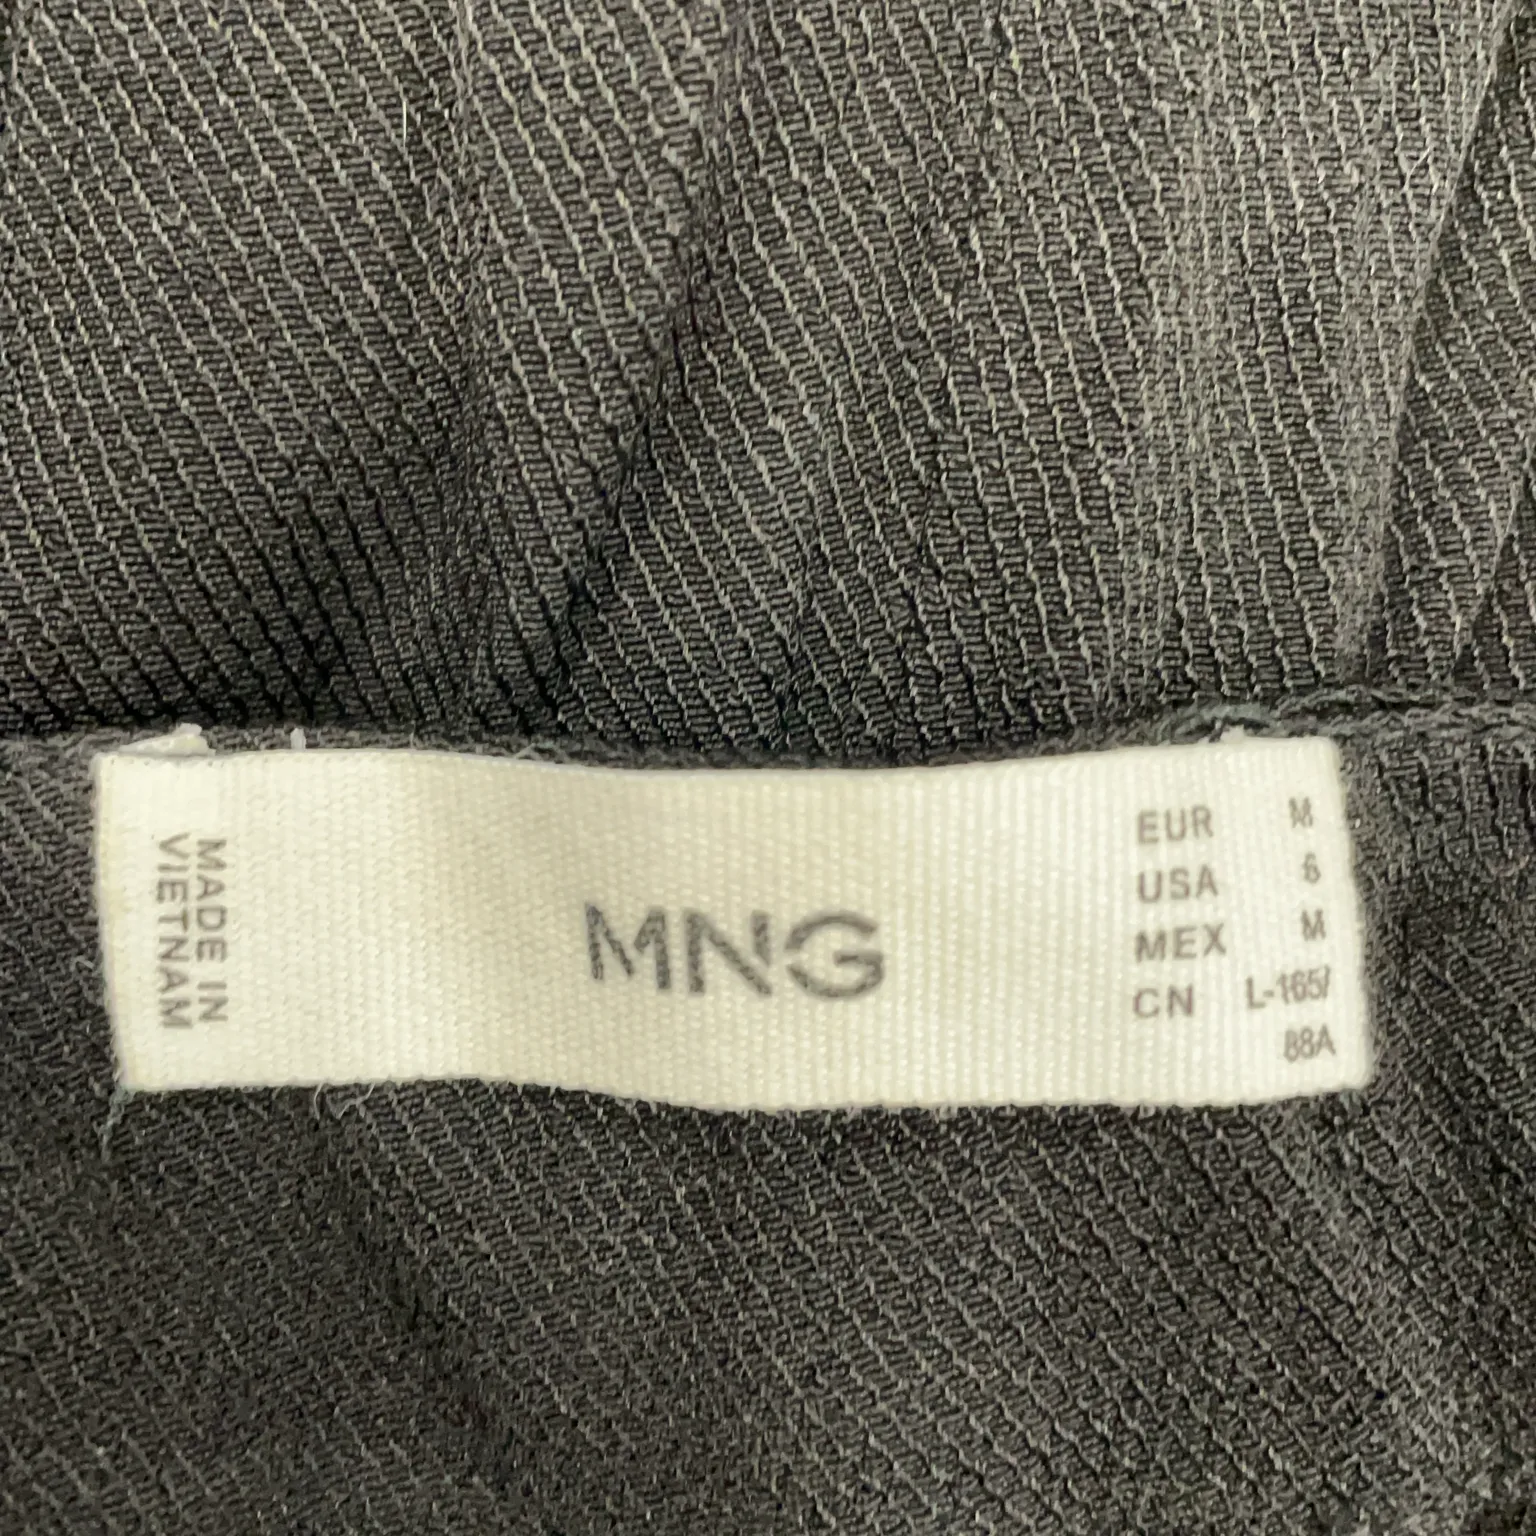 MADE IN
VIETNAM
MNG
EUR M
USA 6
MEX M
CN L-165/
88A